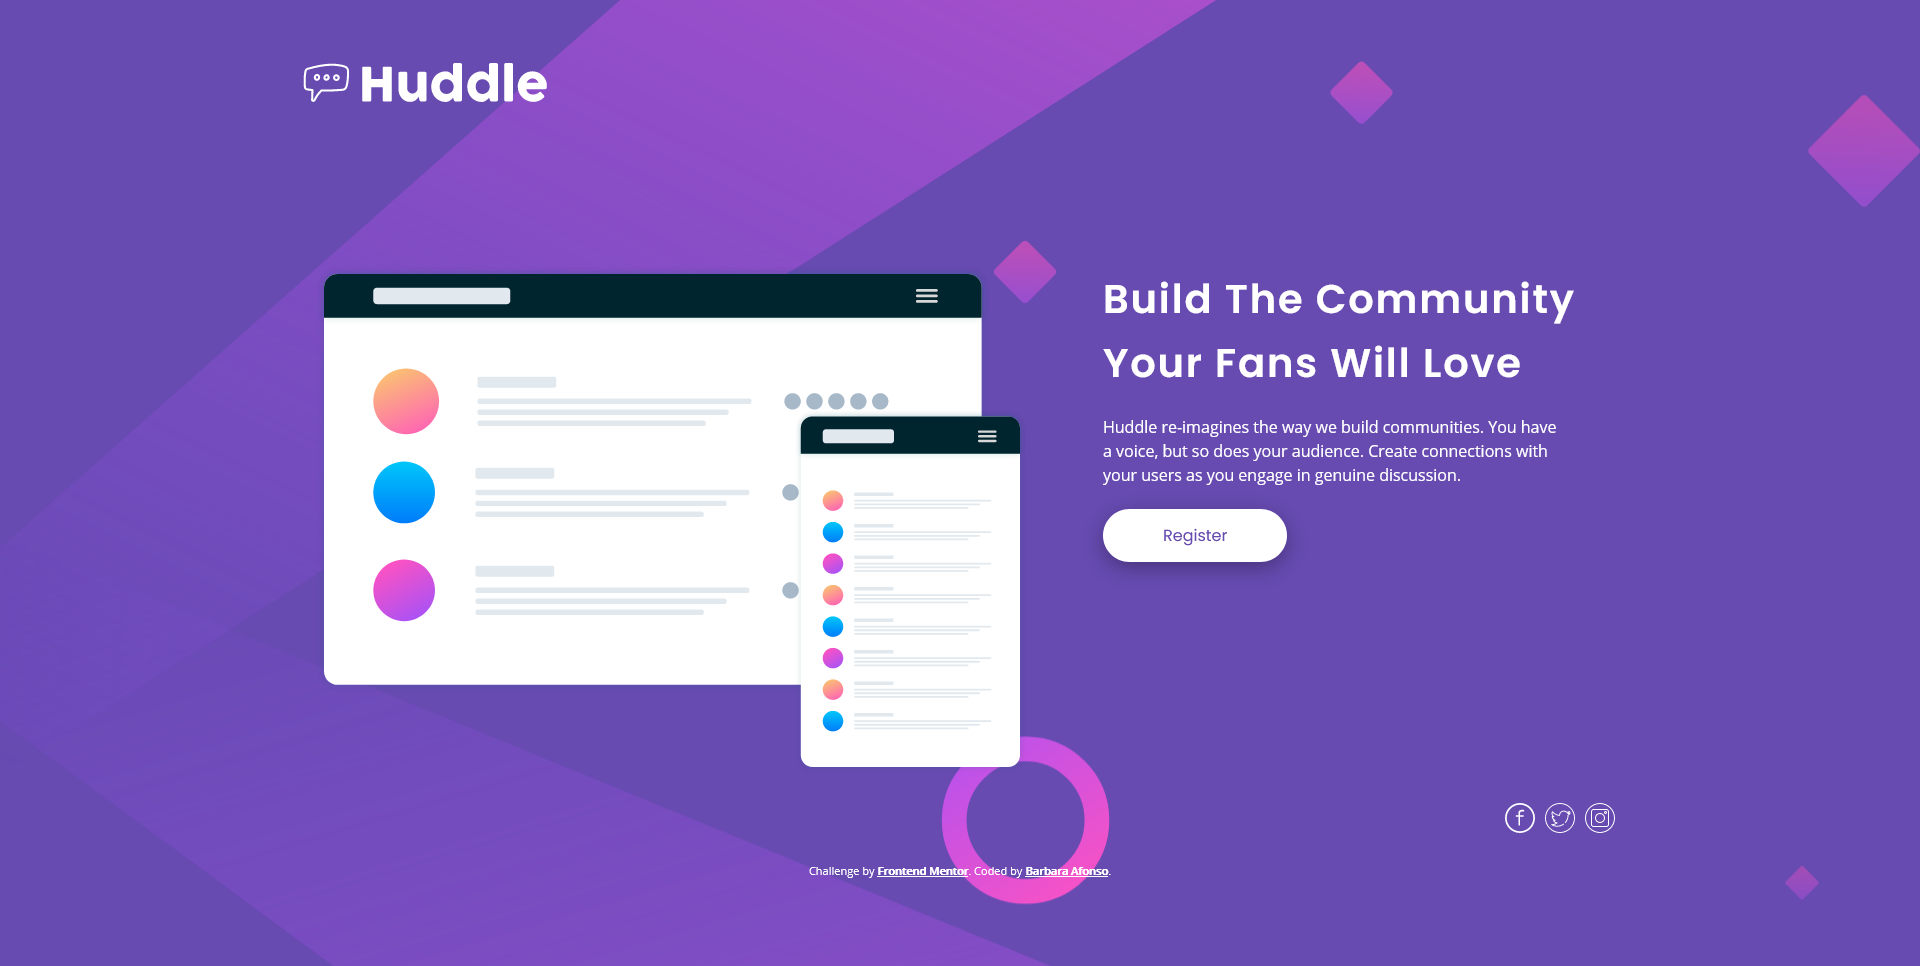 Huddle
Build The Community
Your Fans Will Love
Huddle re-imagines the way we build communities. You have
a voice, but so does your audience. Create connections with
your users as you engage in genuine discussion.
Register
Challenge by Frontend Mentor. Coded by Barbara Afonso.